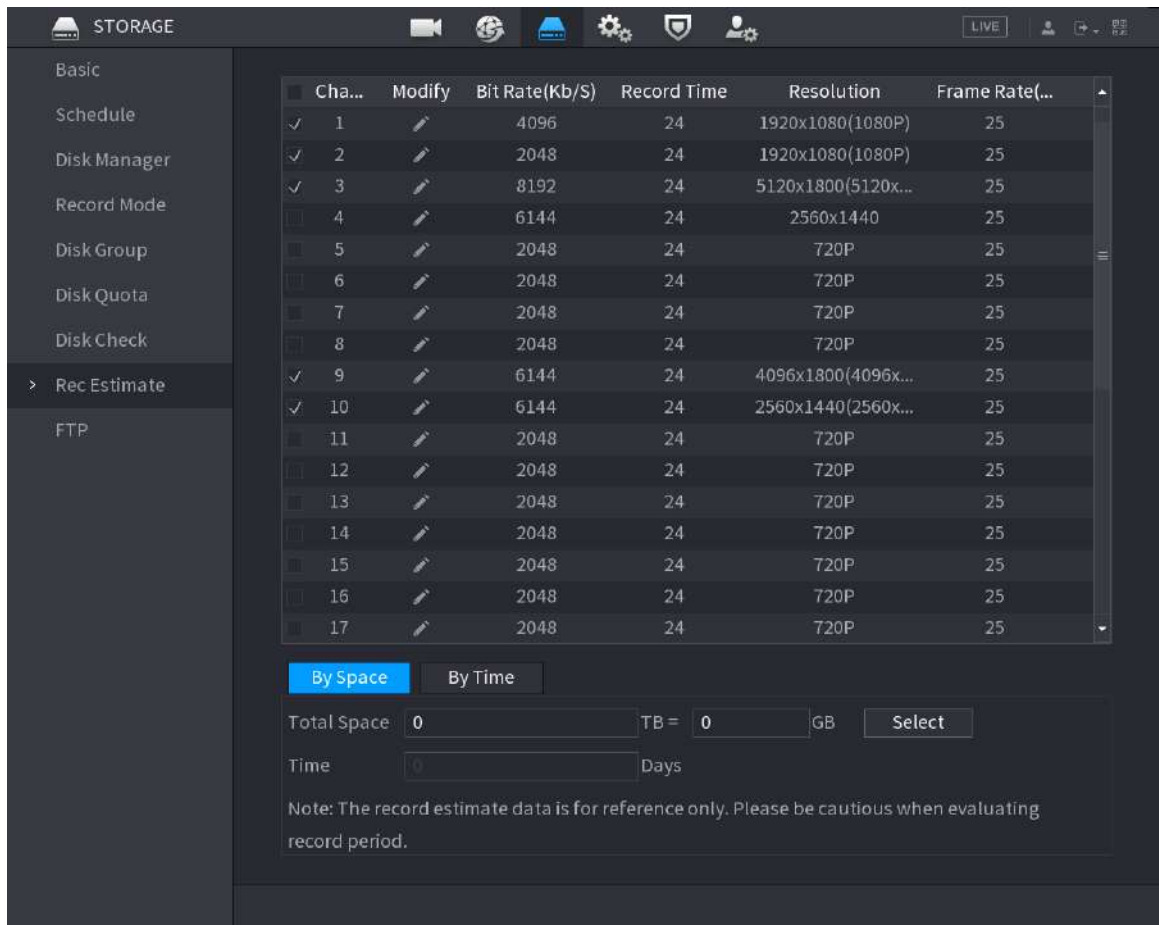 STORAGE LIVE
Basic
Schedule
Disk Manager
Record Mode
Disk Group
Disk Quota
Disk Check
> Rec Estimate
FTP
Cha... Modify Bit Rate(Kb/S) Record Time Resolution Frame Rate(...
1 4096 24 1920x1080(1080P) 25
2 2048 24 1920x1080(1080P) 25
3 8192 24 5120x1800(5120x... 25
4 6144 24 2560x1440 25
5 2048 24 720P 25
6 2048 24 720P 25
7 2048 24 720P 25
8 2048 24 720P 25
9 6144 24 4096x1800(4096x... 25
10 6144 24 2560x1440(2560x... 25
11 2048 24 720P 25
12 2048 24 720P 25
13 2048 24 720P 25
14 2048 24 720P 25
15 2048 24 720P 25
16 2048 24 720P 25
17 2048 24 720P 25
By Space By Time
Total Space 0 TB = 0 GB Select
Time 0 Days
Note: The record estimate data is for reference only. Please be cautious when evaluating
record period.